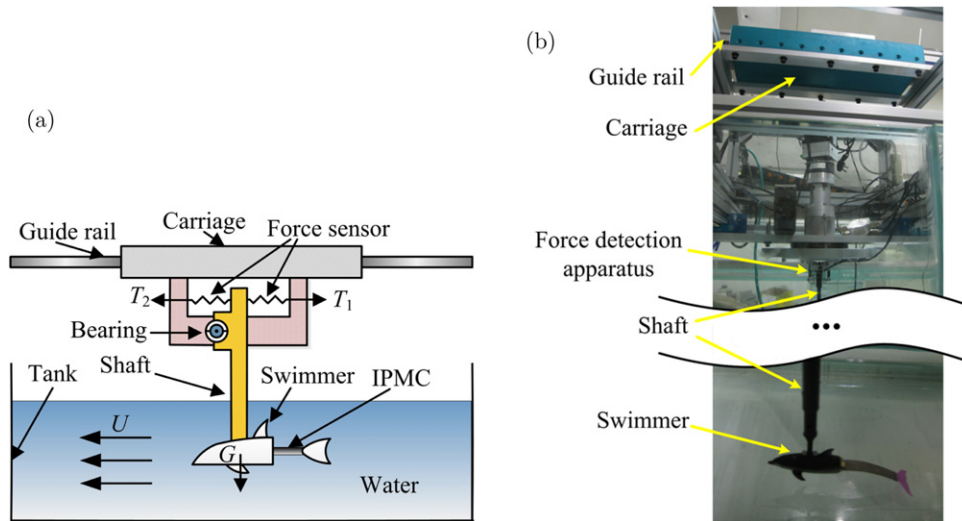 (a)
Guide rail
Carriage
Force sensor
T₂
T₁
Bearing
Shaft
Swimmer
IPMC
Tank
U
G
Water
(b)
Guide rail
Carriage
Force detection
apparatus
Shaft
•••
Swimmer